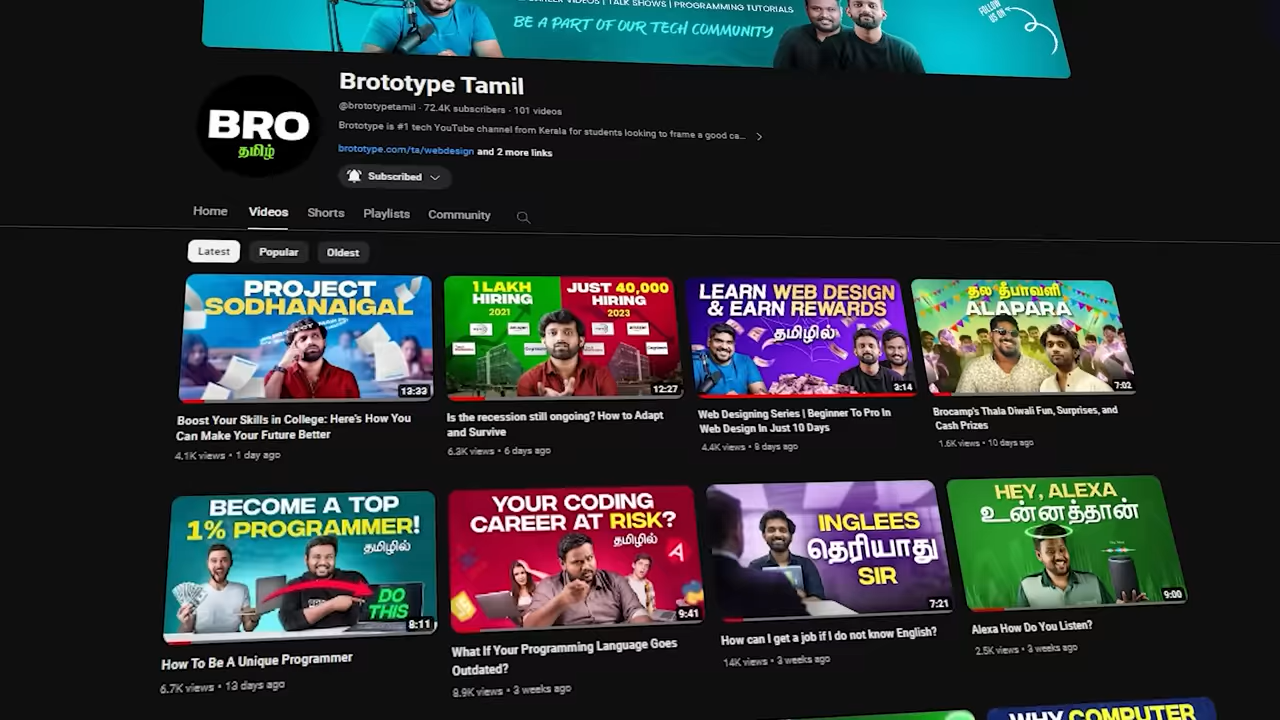 CAREER VIDEOS | TALK SHOWS | PROGRAMMING TUTORIALS
BE A PART OF OUR TECH COMMUNITY
FOLLOW
US ON
BRO
தமிழ்
Brototype Tamil
@brototypetamil · 72.4K subscribers · 101 videos
Brototype is #1 tech YouTube channel from Kerala for students looking to frame a good ca...
brototype.com/ta/webdesign and 2 more links
Subscribed
Home Videos Shorts Playlists Community
Latest Popular Oldest
PROJECT
SODHANAIGAL
13:33
Boost Your Skills in College: Here's How You
Can Make Your Future Better
4.1K views • 1 day ago
1 LAKH
HIRING
2021
JUST 40,000
HIRING
2023
12:27
Is the recession still ongoing? How to Adapt
and Survive
6.3K views • 6 days ago
LEARN WEB DESIGN
& EARN REWARDS
தமிழில்
3:14
Web Designing Series | Beginner To Pro In
Web Design In Just 10 Days
4.4K views • 8 days ago
தல தீபாவளி
ALAPARA
7:02
Brocamp's Thala Diwali Fun, Surprises, and
Cash Prizes
1.6K views • 10 days ago
BECOME A TOP
1% PROGRAMMER!
தமிழில்
DO
THIS
8:11
How To Be A Unique Programmer
6.7K views • 13 days ago
YOUR CODING
CAREER AT RISK?
தமிழில்
9:41
What If Your Programming Language Goes
Outdated?
9.9K views • 3 weeks ago
INGLEES
தெரியாது
SIR
7:21
How can I get a job if I do not know English?
14K views • 3 weeks ago
HEY, ALEXA
உன்னத்தான்
9:00
Alexa How Do You Listen?
2.5K views • 3 weeks ago
WHY COMPUTER